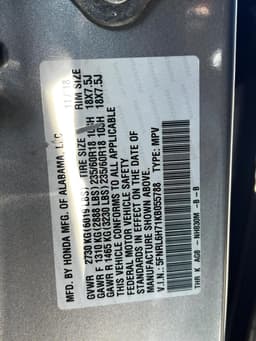 MFD. BY HONDA MFG. OF ALABAMA, LLC 11/18
TIRE SIZE RIM SIZE
GVWR 2730 KG (6019 LBS)
GAWR F 1310 KG (2888 LBS) 235/60R18 103H 18X7.5J
GAWR R 1465 KG (3230 LBS) 235/60R18 103H 18X7.5J
THIS VEHICLE CONFORMS TO ALL APPLICABLE
FEDERAL MOTOR VEHICLE SAFETY
STANDARDS IN EFFECT ON THE DATE OF
MANUFACTURE SHOWN ABOVE.
V.I.N.: 5FNRL6H71KB055788 TYPE: MPV
THR K AGB - NH830M - B - B